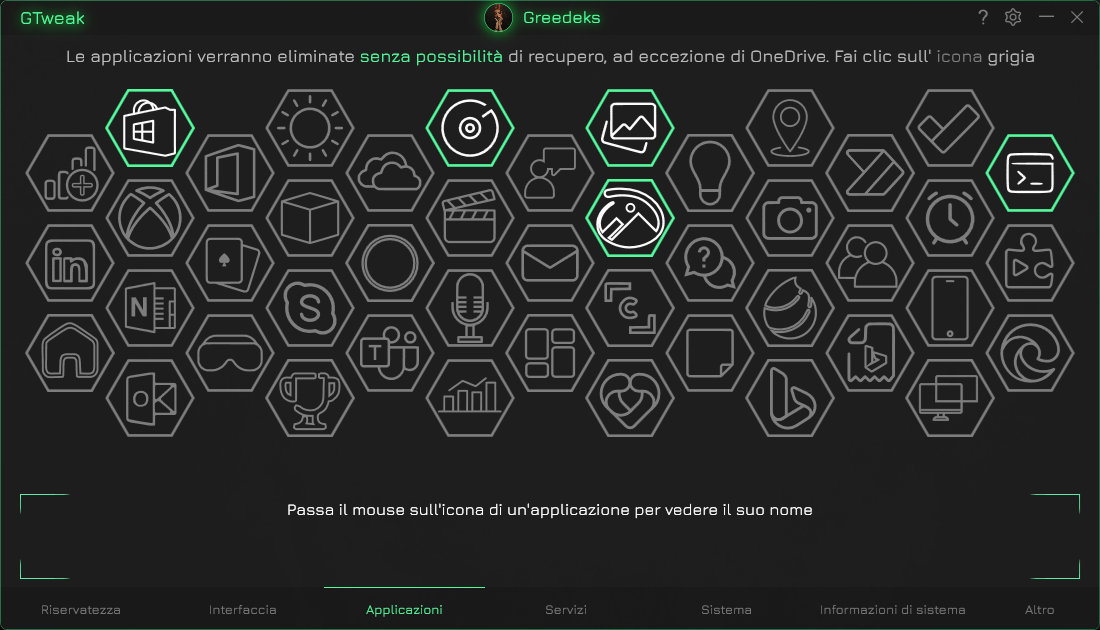 GTweak
Greedeks
?
Le applicazioni verranno eliminate senza possibilità di recupero, ad eccezione di OneDrive. Fai clic sull' icona grigia
in
N
S
T
?
Passa il mouse sull'icona di un'applicazione per vedere il suo nome
Riservatezza
Interfaccia
Applicazioni
Servizi
Sistema
Informazioni di sistema
Altro